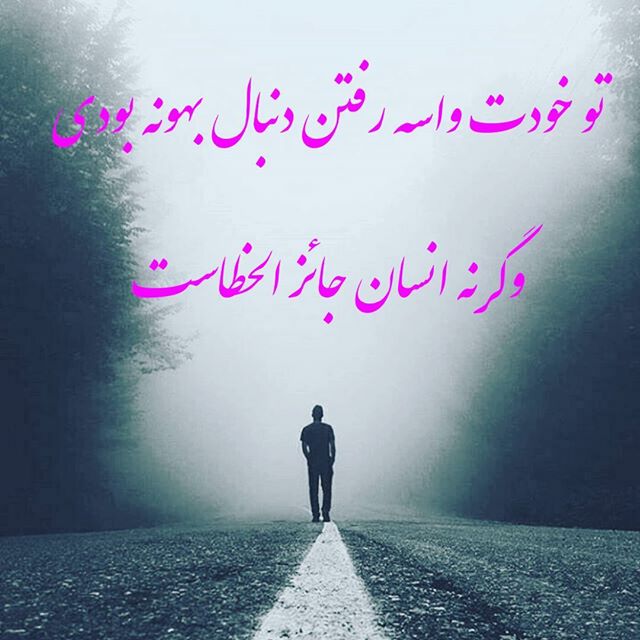 تو خودت واسه رفتن دنبال بهونه بودی
وگرنه انسان جائز الخطاست